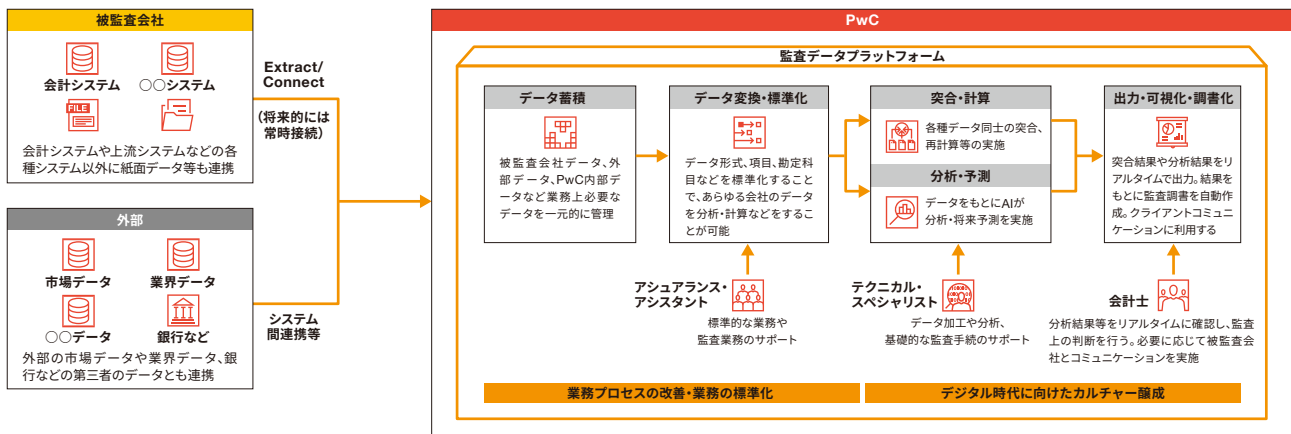 被監査会社
会計システム
○○システム
FILE
会計システムや上流システムなどの各
種システム以外に紙面データ等も連携
Extract/
Connect
(将来的には
常時接続)
外部
市場データ
業界データ
○○データ
銀行など
外部の市場データや業界データ、銀
行などの第三者のデータとも連携
システム
間連携等
PwC
監査データプラットフォーム
データ蓄積
被監査会社データ、外
部データ、PwC内部デ
ータなど業務上必要な
データを一元的に管理
データ変換・標準化
データ形式、項目、勘定科
目などを標準化すること
で、あらゆる会社のデータ
を分析・計算などをするこ
とが可能
突合・計算
各種データ同士の突合、
再計算等の実施
分析・予測
データをもとにAIが
分析・将来予測を実施
出力・可視化・調書化
突合結果や分析結果をリ
アルタイムで出力。結果を
もとに監査調書を自動作
成。クライアントコミュニ
ケーションに利用する
アシュアランス・
アシスタント
標準的な業務や
監査業務のサポート
テクニカル・
スペシャリスト
データ加工や分析、
基礎的な監査手続のサポート
会計士
分析結果等をリアルタイムに確認し、監査
上の判断を行う。必要に応じて被監査会
社とコミュニケーションを実施
業務プロセスの改善・業務の標準化
デジタル時代に向けたカルチャー醸成